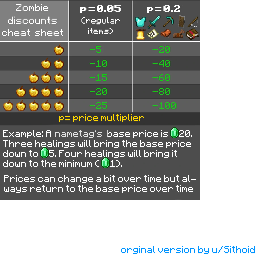 Zombie discounts cheat sheet
p=0.05 (regular items)
p=0.2
-5 -20
-10 -40
-15 -60
-20 -80
-25 -100
p= price multiplier
Example: A nametag's base price is 20.
Three healings will bring the base price
down to 5. Four healings will bring it
down to the minimum (1).
Prices can change a bit over time but al-
ways return to the base price over time
orginal version by u/Sithoid